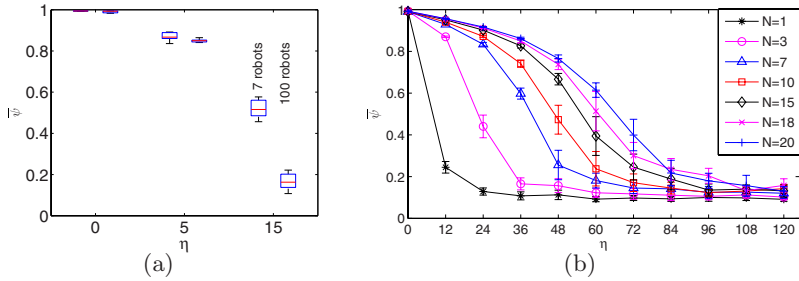 1
0.8
0.6
0.4
0.2
0
ψ
0
5
15
η
7 robots
100 robots
(a)
1
0.8
0.6
0.4
0.2
0
ψ
0 12 24 36 48 60 72 84 96 108 120
η
N=1
N=3
N=7
N=10
N=15
N=18
N=20
(b)